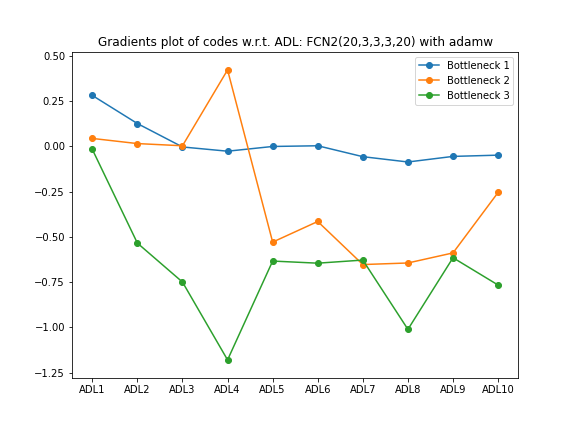 Gradients plot of codes w.r.t. ADL: FCN2(20,3,3,3,20) with adamw
Bottleneck 1
Bottleneck 2
Bottleneck 3
0.50
0.25
0.00
−0.25
−0.50
−0.75
−1.00
−1.25
ADL1 ADL2 ADL3 ADL4 ADL5 ADL6 ADL7 ADL8 ADL9 ADL10